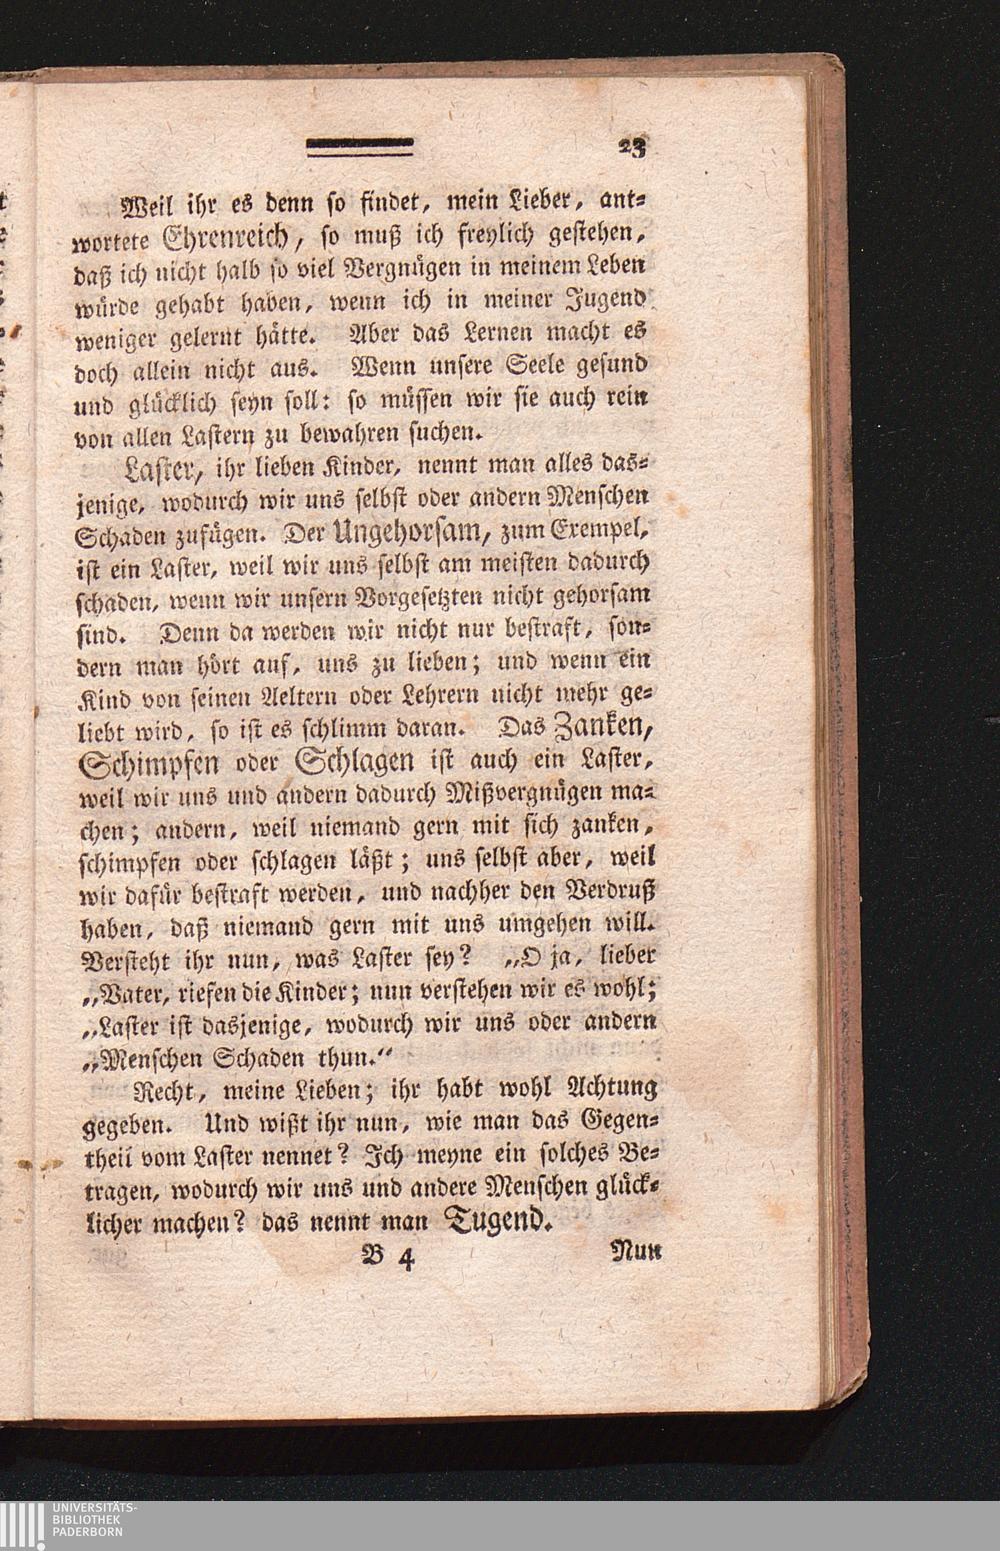 23
Weil ihr es denn so findet, mein Lieber, ant-
wortete Ehrenreich, so muß ich freylich gestehen,
daß ich nicht halb so viel Vergnügen in meinem Leben
würde gehabt haben, wenn ich in meiner Jugend
weniger gelernt hätte. Aber das Lernen macht es
doch allein nicht aus. Wenn unsere Seele gesund
und glücklich seyn soll: so müssen wir sie auch rein
von allen Lastern zu bewahren suchen.
Laster, ihr lieben Kinder, nennt man alles das-
jenige, wodurch wir uns selbst oder andern Menschen
Schaden zufügen. Der Ungehorsam, zum Exempel,
ist ein Laster, weil wir uns selbst am meisten dadurch
schaden, wenn wir unsern Vorgesetzten nicht gehorsam
sind. Denn da werden wir nicht nur bestraft, son-
dern man hört auf, uns zu lieben; und wenn ein
Kind von seinen Aeltern oder Lehrern nicht mehr ge-
liebt wird, so ist es schlimm daran. Das Zanken,
Schimpfen oder Schlagen ist auch ein Laster,
weil wir uns und andern dadurch Mißvergnügen ma-
chen; andern, weil niemand gern mit sich zanken,
schimpfen oder schlagen läßt; uns selbst aber, weil
wir dafür bestraft werden, und nachher den Verdruß
haben, daß niemand gern mit uns umgehen will.
Versteht ihr nun, was Laster sey? „O ja, lieber
„Vater, riefen die Kinder; nun verstehen wir es wohl;
„Laster ist dasjenige, wodurch wir uns oder andern
„Menschen Schaden thun.“
Recht, meine Lieben; ihr habt wohl Achtung
gegeben. Und wißt ihr nun, wie man das Gegen-
theil vom Laster nennet? Ich meyne ein solches Be-
tragen, wodurch wir uns und andere Menschen glück-
licher machen? das nennt man Tugend.
B 4 Nun
UNIVERSITÄTS-
BIBLIOTHEK
PADERBORN